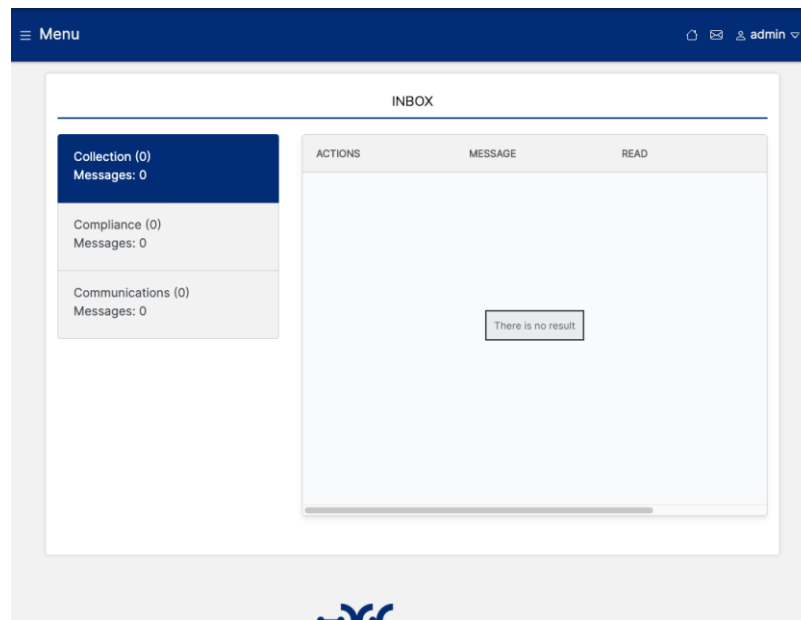 Menu
admin
INBOX
Collection (0)
Messages: 0
Compliance (0)
Messages: 0
Communications (0)
Messages: 0
ACTIONS MESSAGE READ
There is no result